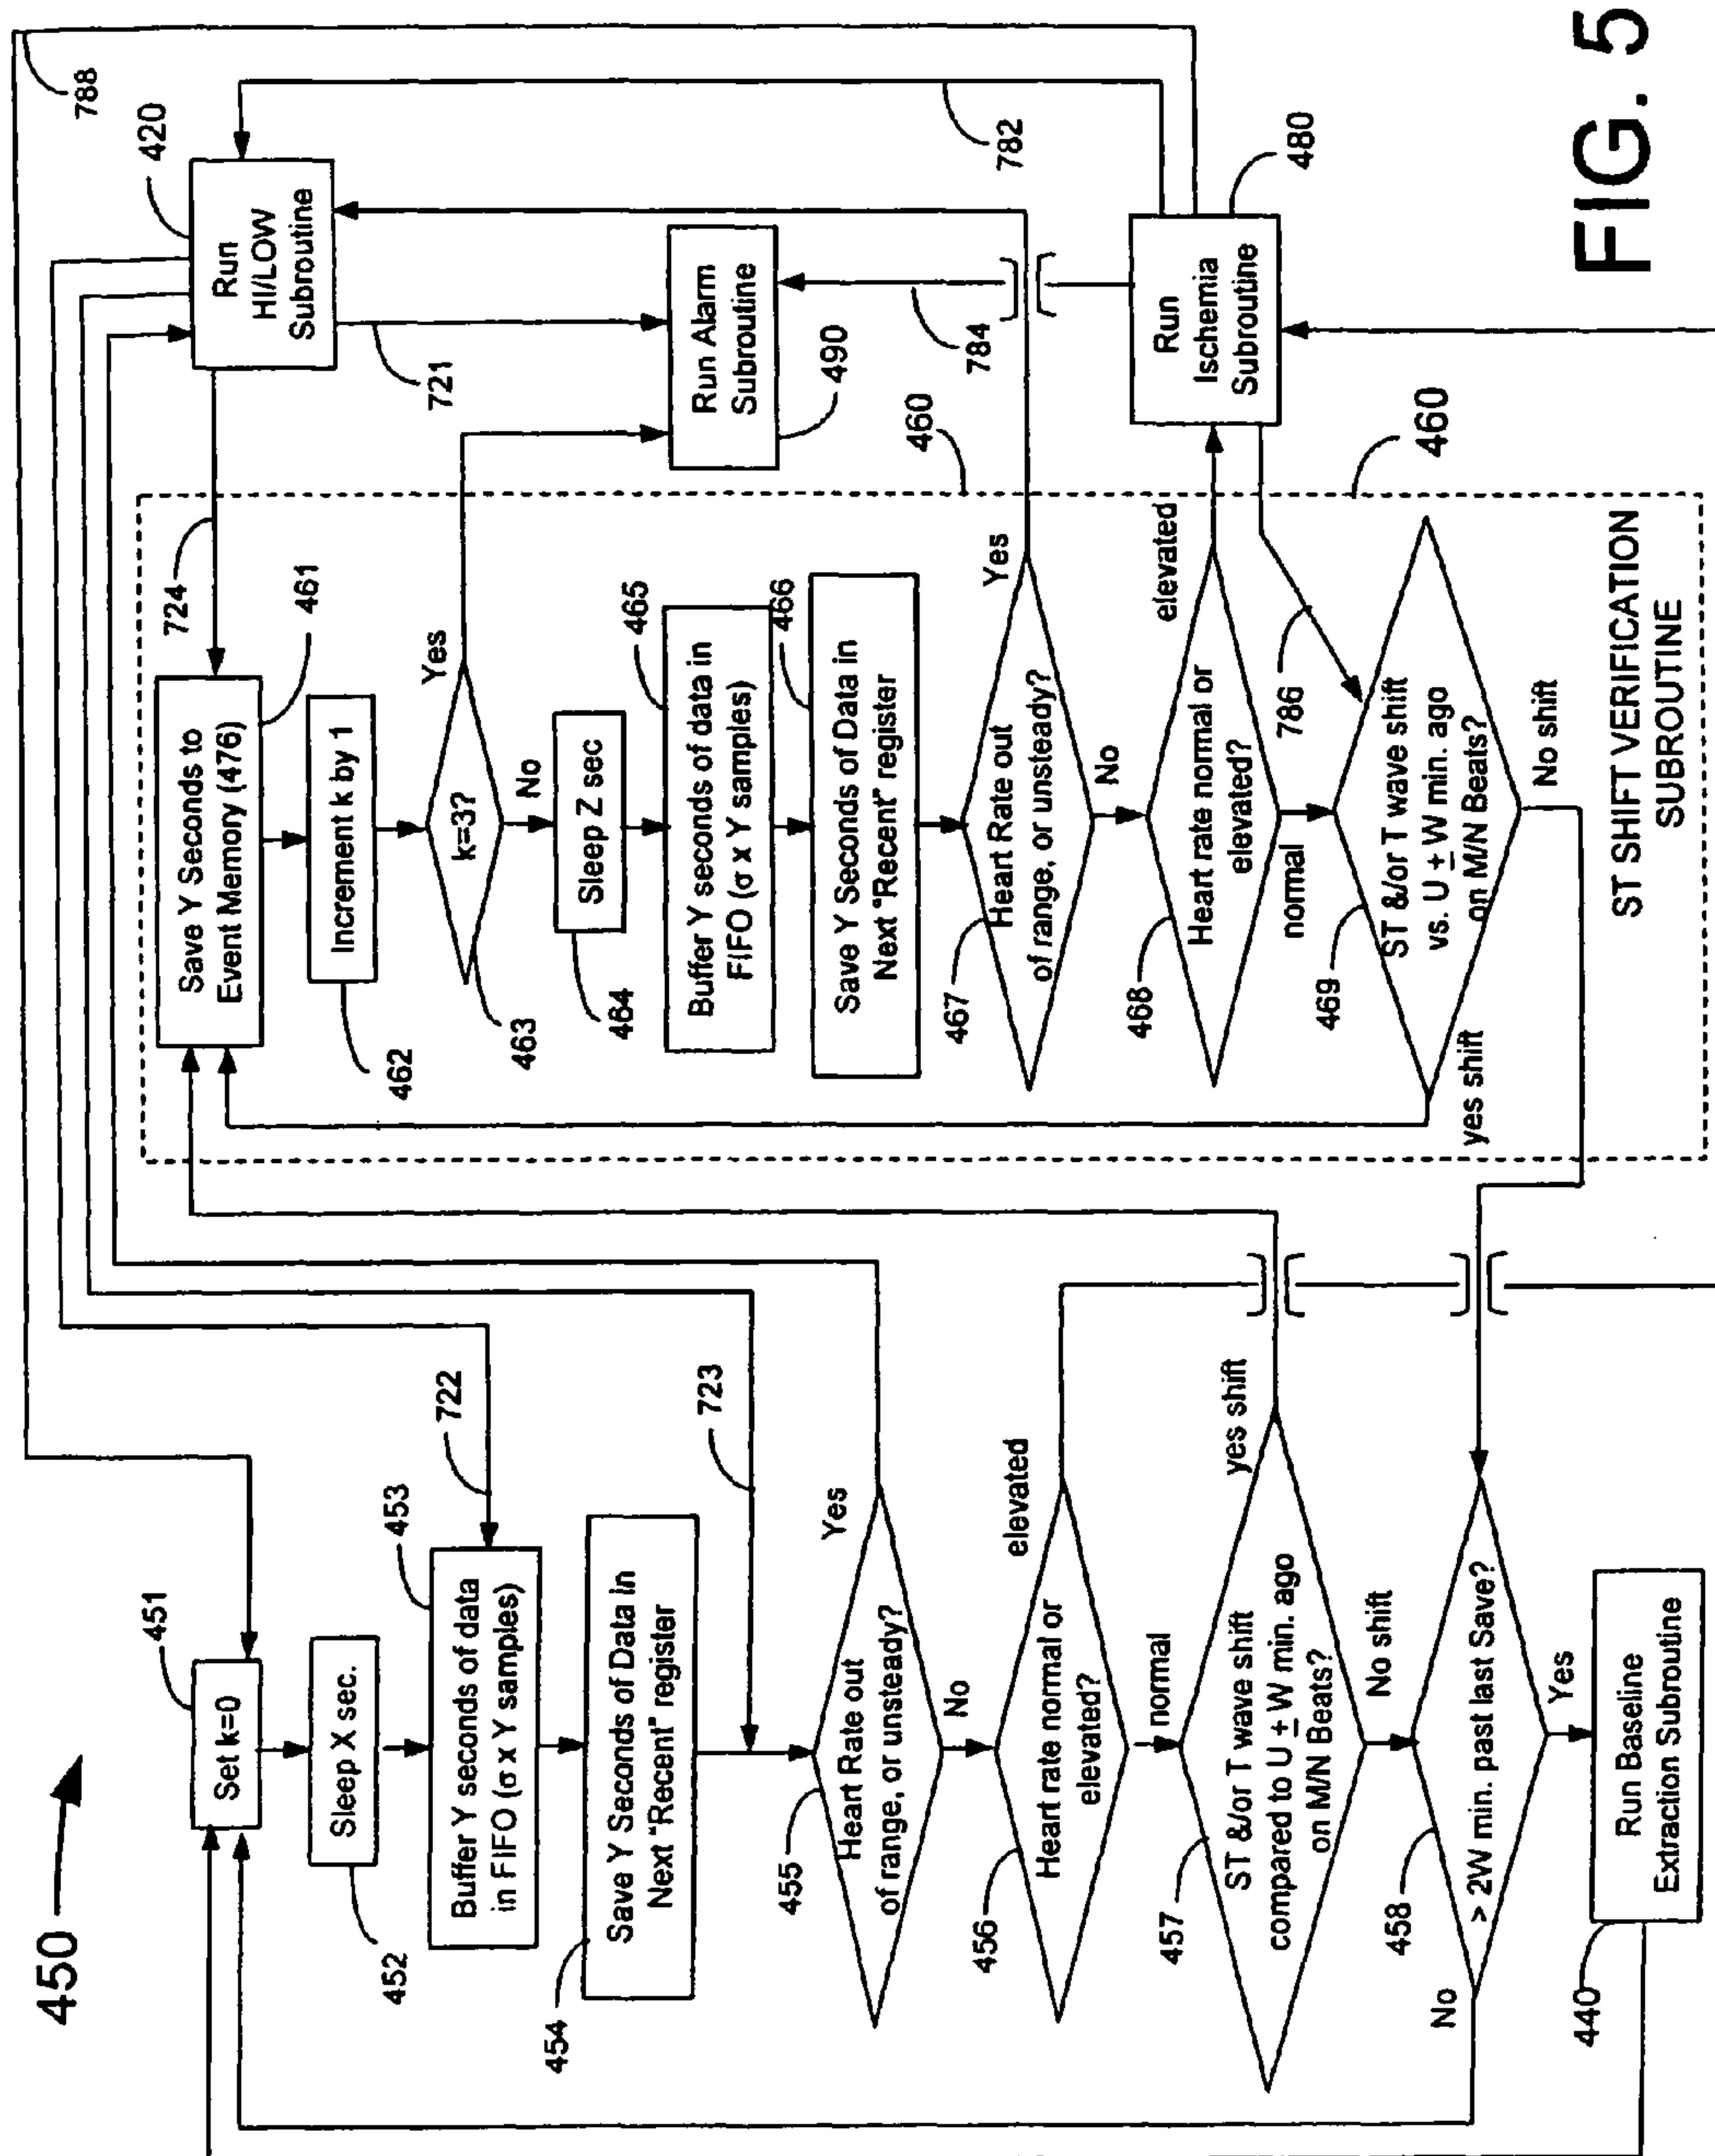 450
451
Set k=0
Sleep X sec.
452
453
Buffer Y seconds of data
in FIFO (σ x Y samples)
722
454
Save Y Seconds of Data in
Next "Recent" register
723
455
Heart Rate out
of range, or unsteady?
Yes
No
456
Heart rate normal or
elevated?
elevated
normal
457
ST &/or T wave shift
compared to U ± W min. ago
on M/N Beats?
yes shift
No shift
458
> 2W min. past last Save?
No
Yes
440
Run Baseline
Extraction Subroutine
724
Save Y Seconds to
Event Memory (476)
461
Increment k by 1
462
k=3?
463
Yes
No
Sleep Z sec
464
465
Buffer Y seconds of data in
FIFO (σ x Y samples)
466
Save Y Seconds of Data in
Next "Recent" register
467
Heart Rate out
of range, or unsteady?
Yes
No
468
Heart rate normal or
elevated?
elevated
normal
469
ST &/or T wave shift
vs. U ± W min. ago
on M/N Beats?
786
yes shift
No shift
ST SHIFT VERIFICATION
SUBROUTINE
460
460
788
420
Run
HI/LOW
Subroutine
721
Run Alarm
Subroutine
490
784
782
Run
Ischemia
Subroutine
480
FIG. 5